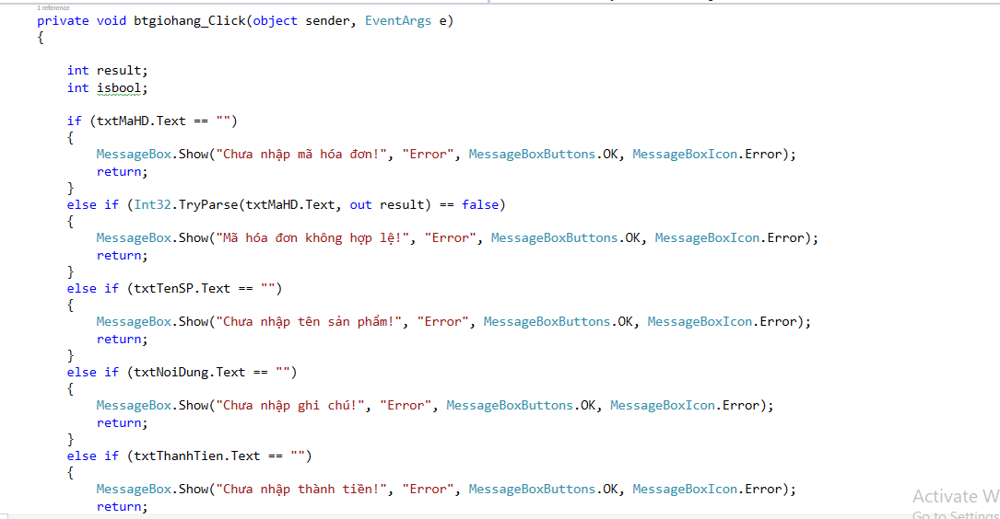 1 reference
private void btgiohang_Click(object sender, EventArgs e)
{
int result;
int isbool;
if (txtMaHD.Text == "")
{
MessageBox.Show("Chưa nhập mã hóa đơn!", "Error", MessageBoxButtons.OK, MessageBoxIcon.Error);
return;
}
else if (Int32.TryParse(txtMaHD.Text, out result) == false)
{
MessageBox.Show("Mã hóa đơn không hợp lệ!", "Error", MessageBoxButtons.OK, MessageBoxIcon.Error);
return;
}
else if (txtTenSP.Text == "")
{
MessageBox.Show("Chưa nhập tên sản phẩm!", "Error", MessageBoxButtons.OK, MessageBoxIcon.Error);
return;
}
else if (txtNoiDung.Text == "")
{
MessageBox.Show("Chưa nhập ghi chú!", "Error", MessageBoxButtons.OK, MessageBoxIcon.Error);
return;
}
else if (txtThanhTien.Text == "")
{
MessageBox.Show("Chưa nhập thành tiền!", "Error", MessageBoxButtons.OK, MessageBoxIcon.Error);
return;
Activate W
Go to Settings